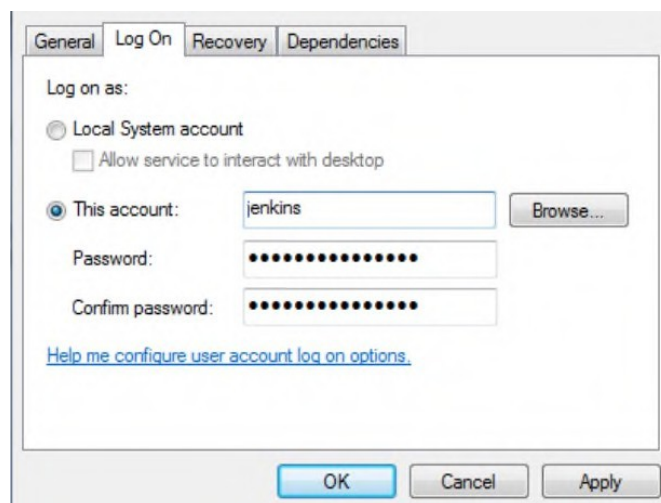 General Log On Recovery Dependencies
Log on as:
Local System account
Allow service to interact with desktop
This account: jenkins Browse...
Password: •••••••••••••••
Confirm password: •••••••••••••••
Help me configure user account log on options.
OK Cancel Apply